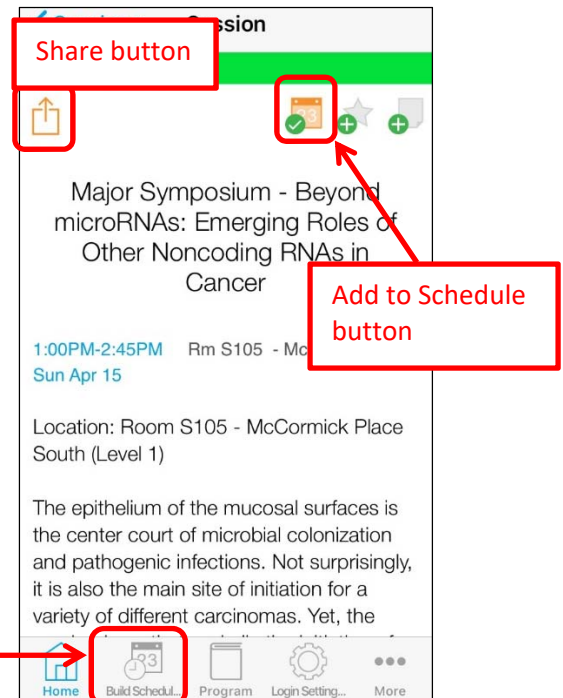 Session
Share button
23
Major Symposium - Beyond
microRNAs: Emerging Roles of
Other Noncoding RNAs in
Cancer
Add to Schedule
button
1:00PM-2:45PM Rm S105 - Mc
Sun Apr 15
Location: Room S105 - McCormick Place
South (Level 1)
The epithelium of the mucosal surfaces is
the center court of microbial colonization
and pathogenic infections. Not surprisingly,
it is also the main site of initiation for a
variety of different carcinomas. Yet, the
23
Home Build Schedul... Program Login Setting... More